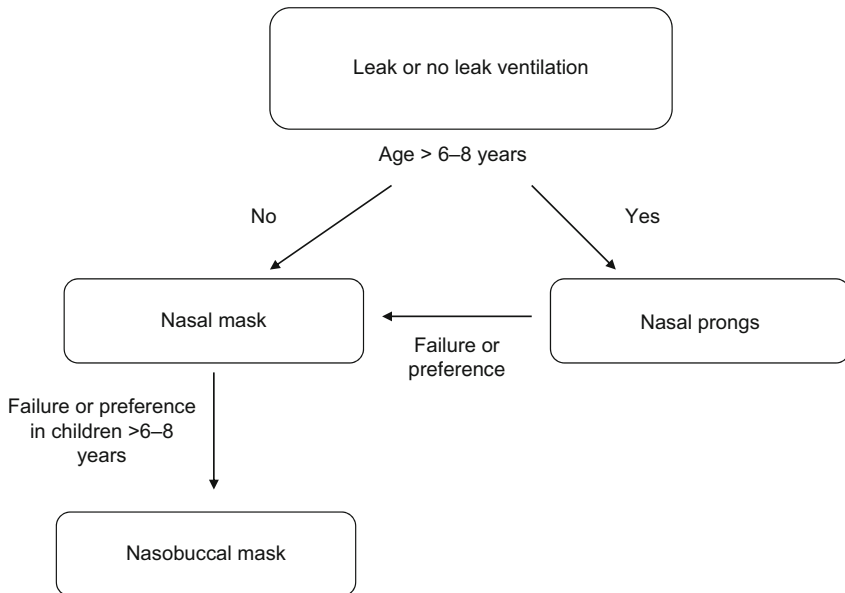 Leak or no leak ventilation
Age > 6–8 years
No
Yes
Nasal mask
Nasal prongs
Failure or
preference
Failure or preference
in children >6–8
years
Nasobuccal mask